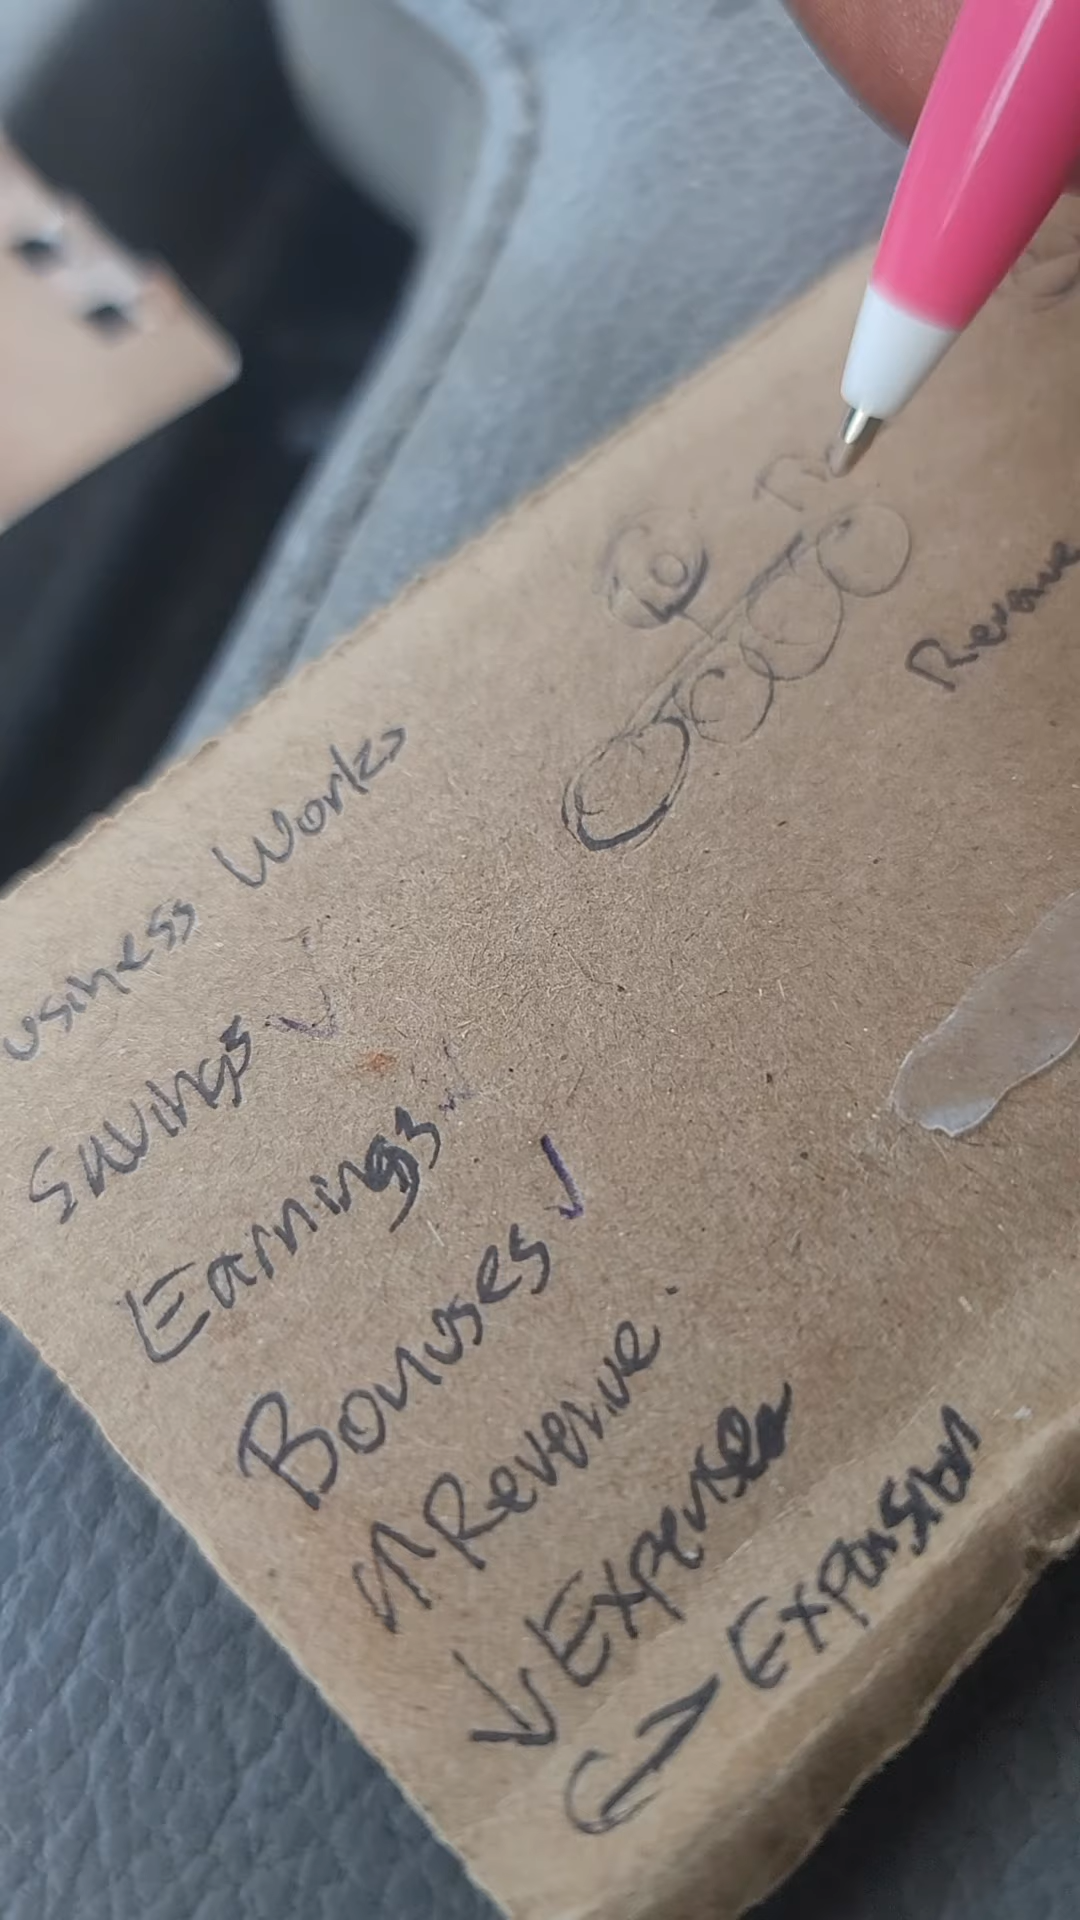 usiness Works
Savings ✓
Earnings ✓
Bonuses ✓
↑ Revenue
↓ Expenses
↔ Expansion
Revenue